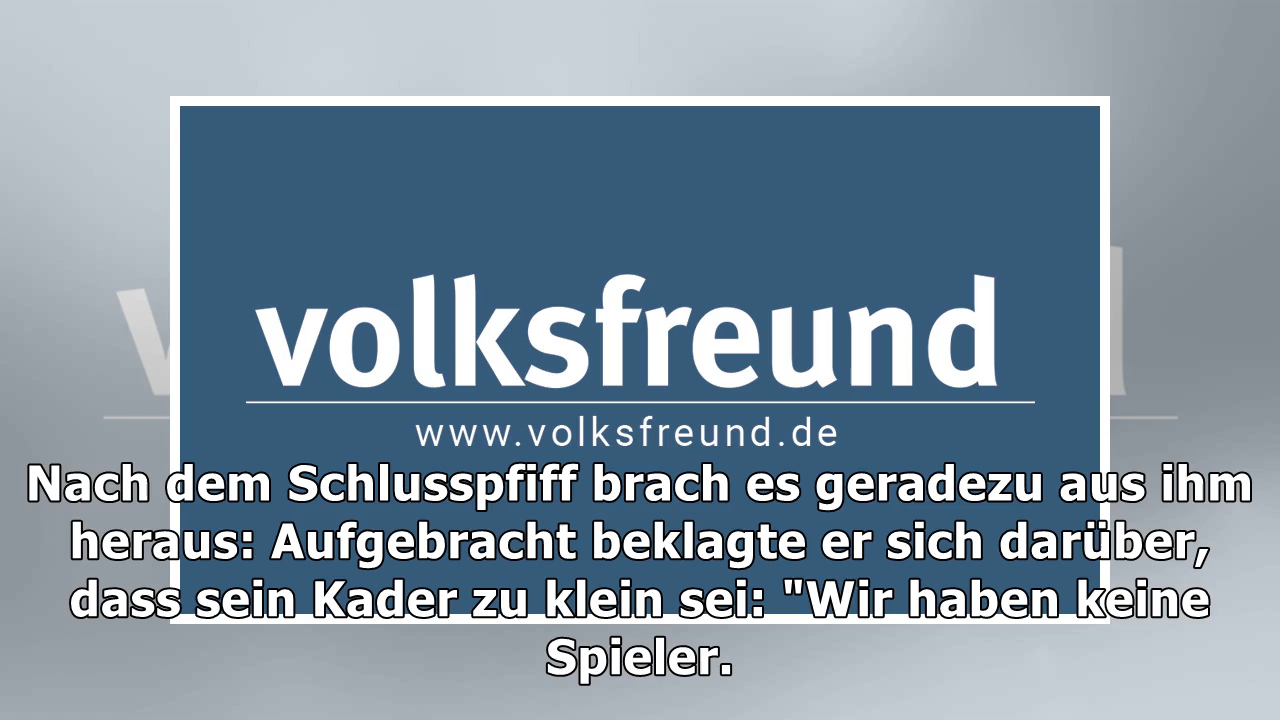 volksfreund
www.volksfreund.de
Nach dem Schlusspfiff brach es geradezu aus ihm
heraus: Aufgebracht beklagte er sich darüber,
dass sein Kader zu klein sei: "Wir haben keine
Spieler.